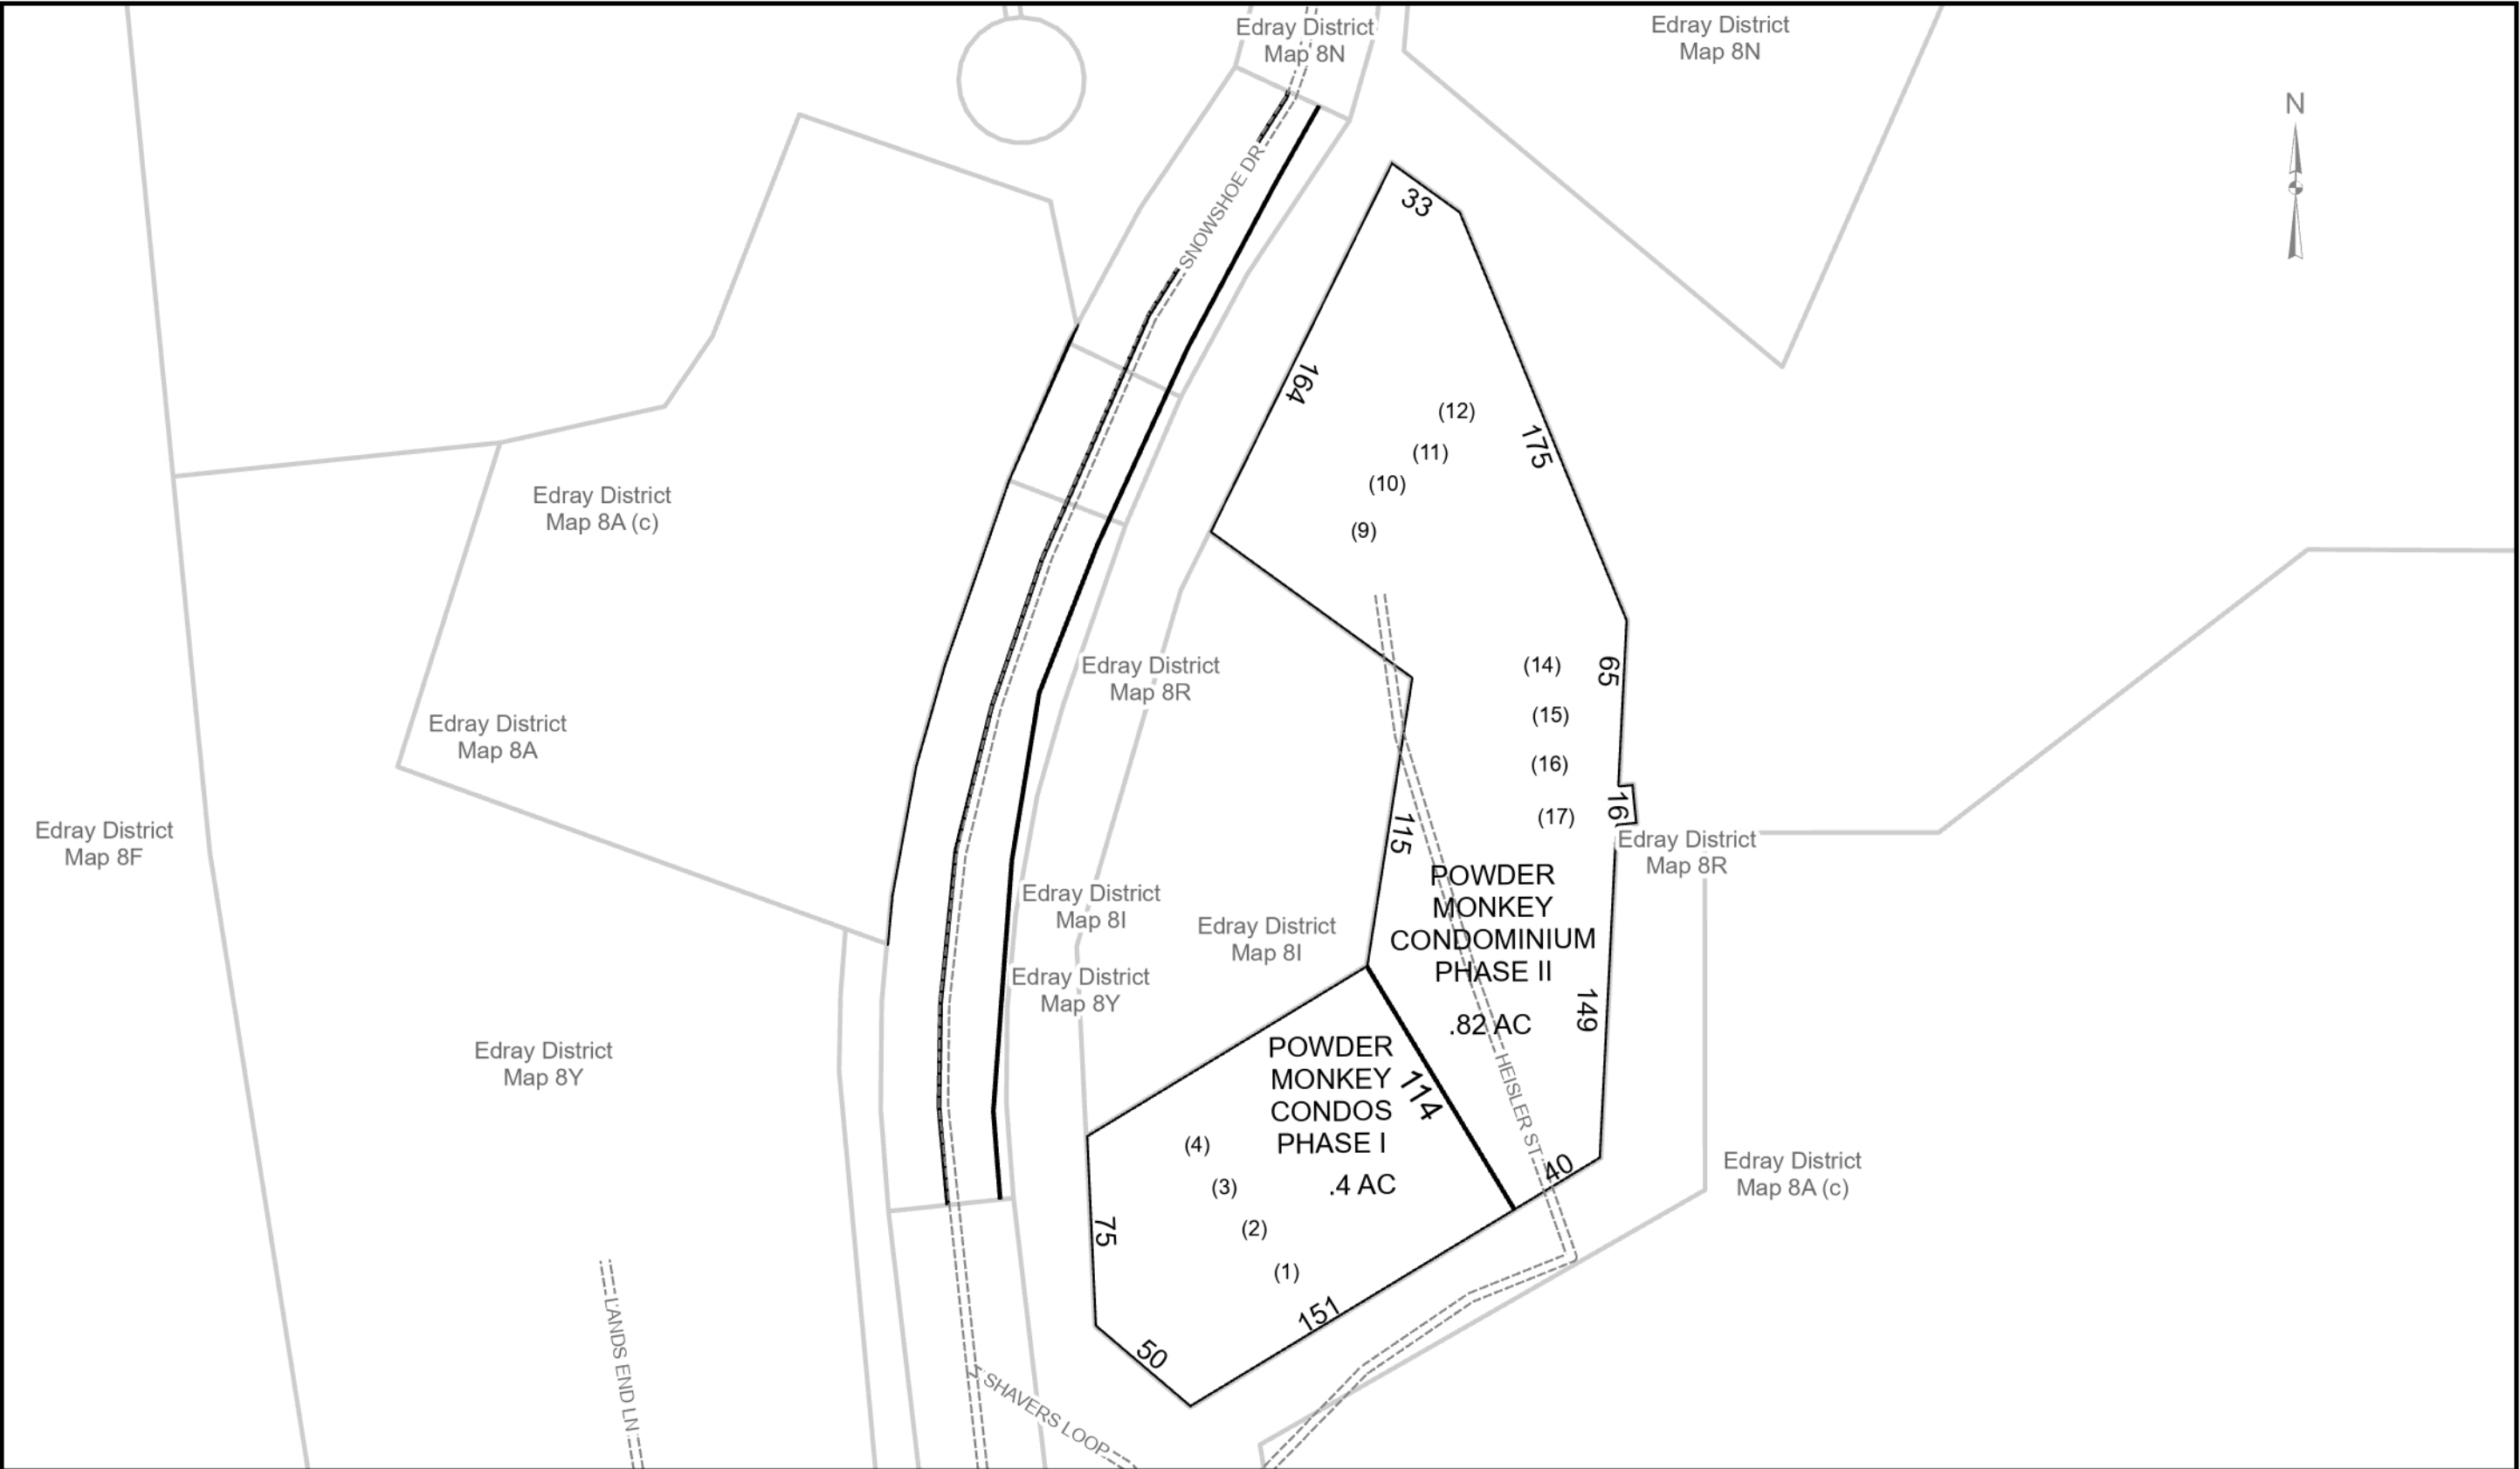 Edray District
Map 8N
Edray District
Map 8N
N
SNOWSHOE DR
33
164
(12)
175
(11)
(10)
(9)
Edray District
Map 8A (c)
Edray District
Map 8R
(14)
65
(15)
Edray District
Map 8A
(16)
16
(17)
115
Edray District
Map 8F
Edray District
Map 8R
POWDER
MONKEY
CONDOMINIUM
PHASE II
.82 AC
Edray District
Map 8I
Edray District
Map 8I
Edray District
Map 8Y
149
Edray District
Map 8Y
POWDER
MONKEY
CONDOS
PHASE I
.4 AC
114
HEISLER ST
40
Edray District
Map 8A (c)
(4)
(3)
(2)
(1)
75
151
50
LANDS END LN
N SHAVERS LOOP